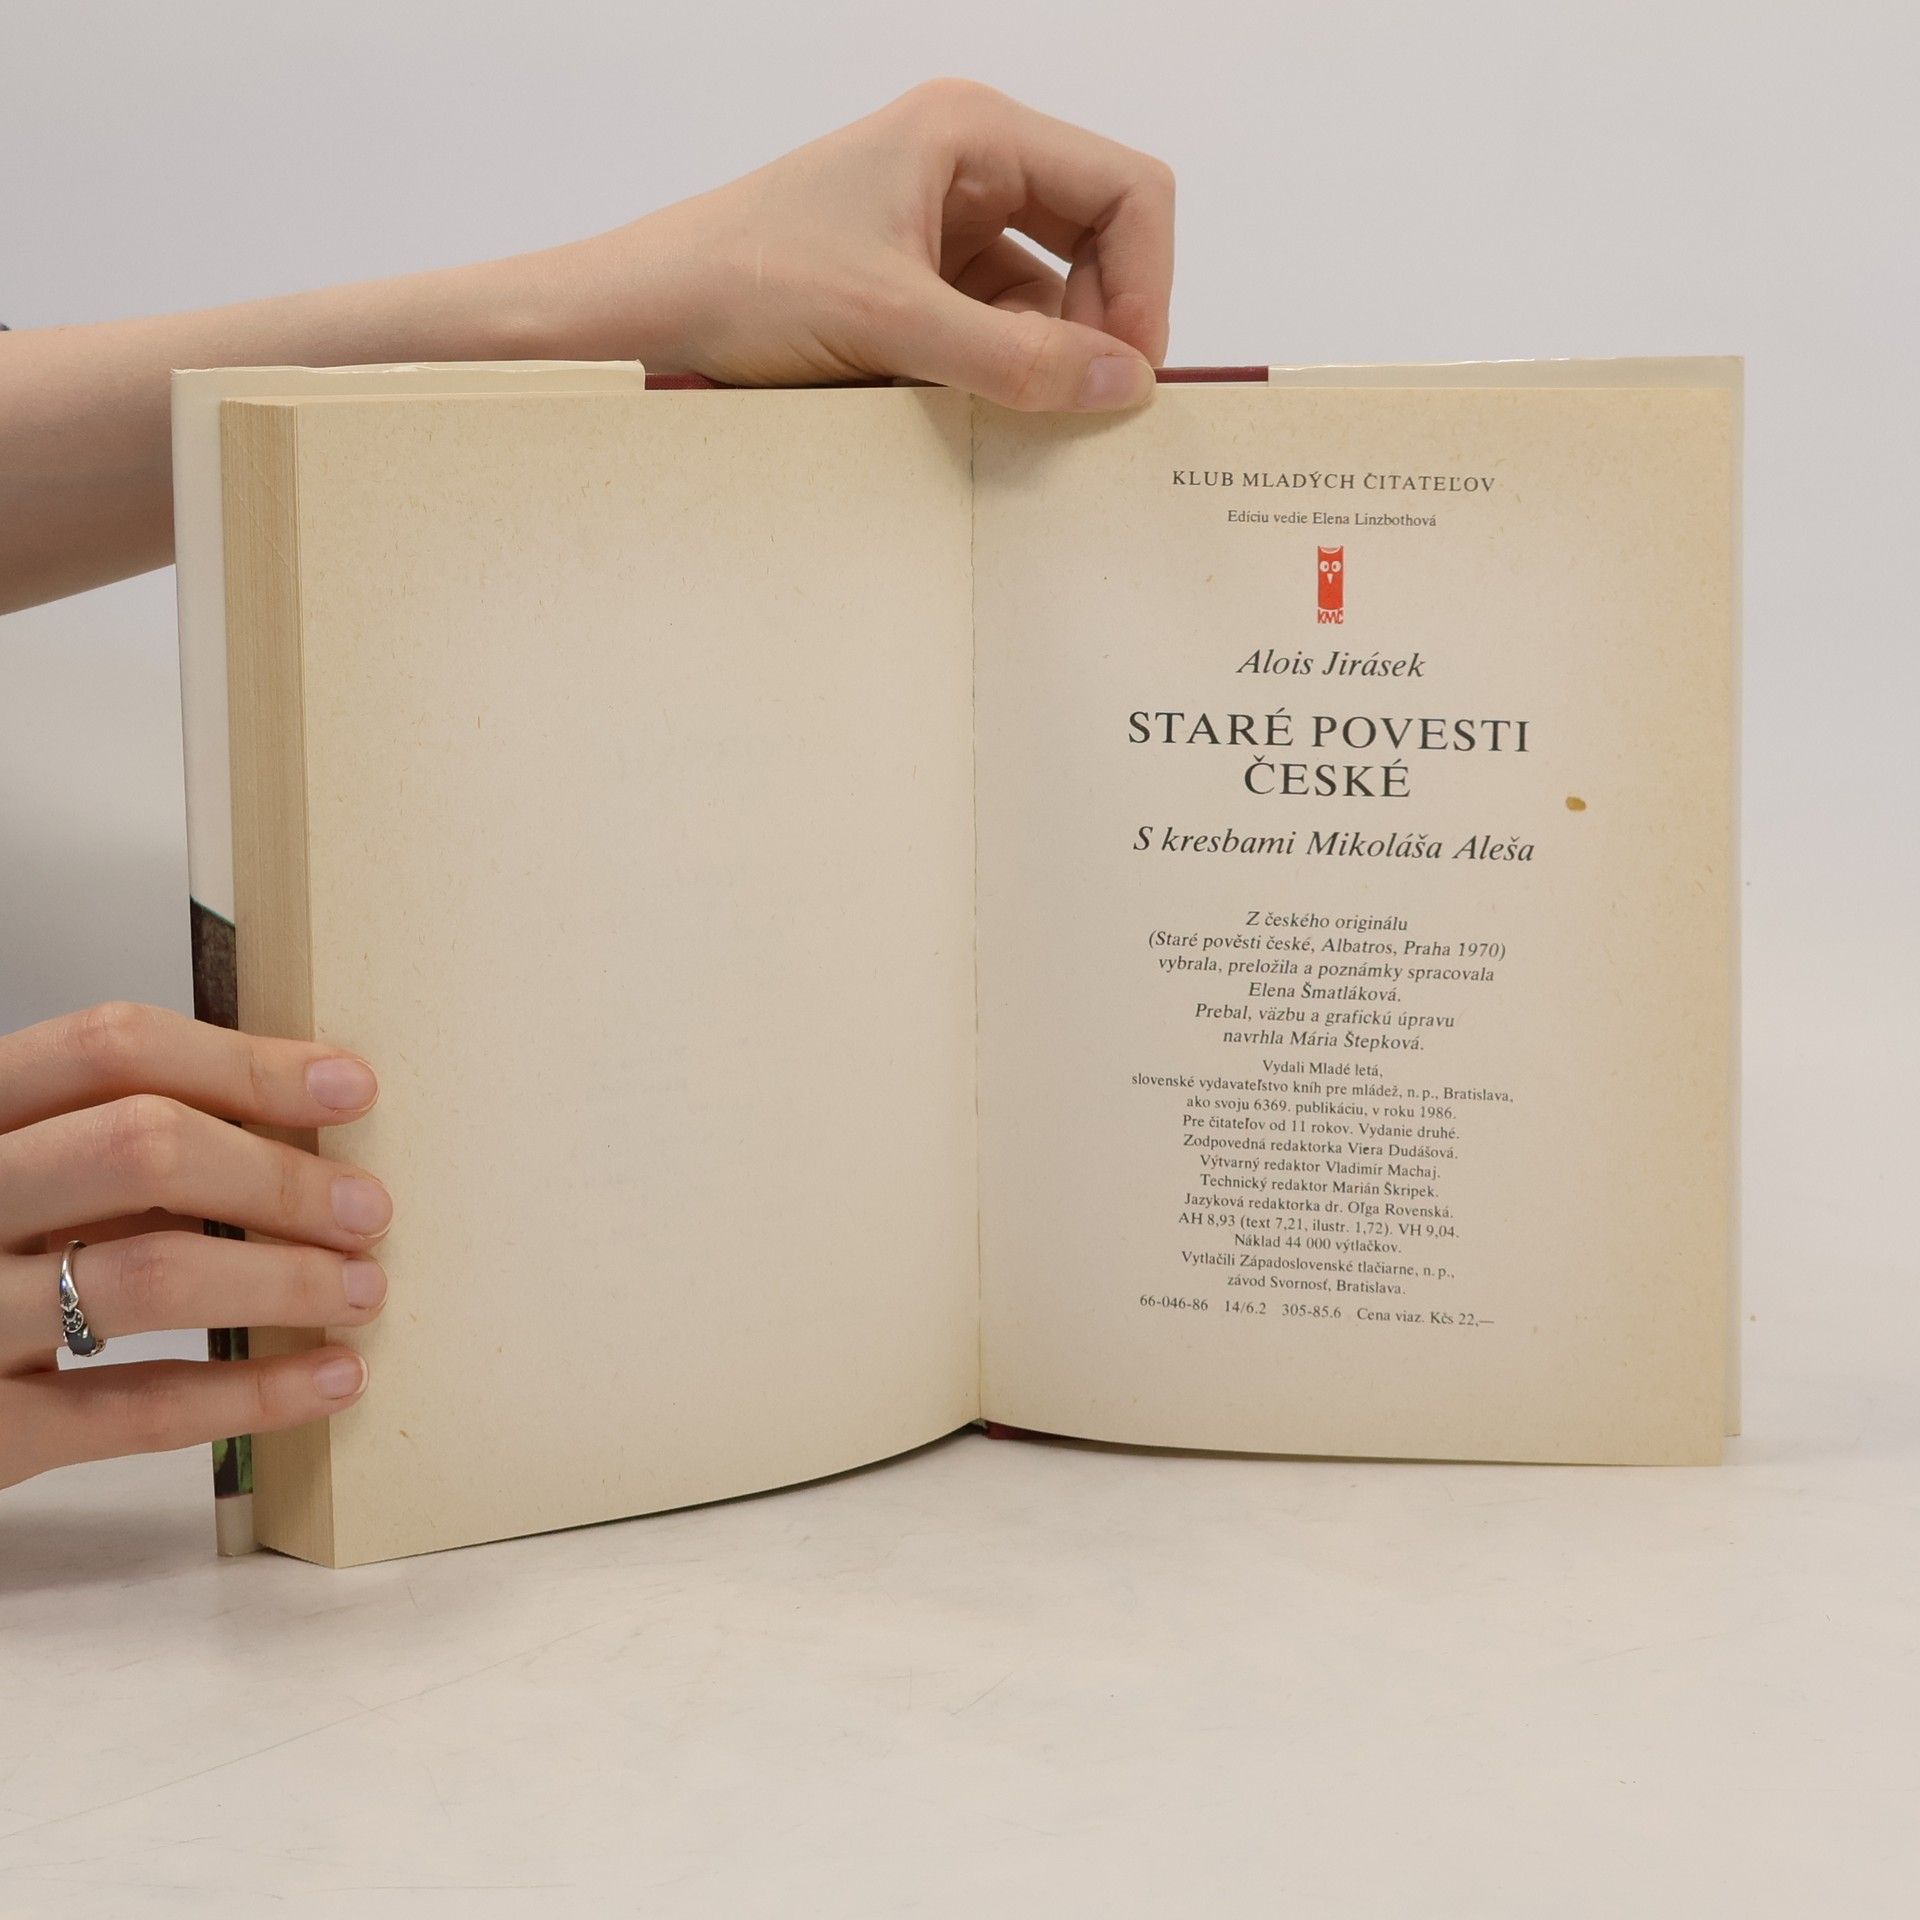 KLUB MLADÝCH ČITATEĽOV
Edíciu vedie Elena Linzbothová
KMČ
Alois Jirásek
STARÉ POVESTI
ČESKÉ
S kresbami Mikoláša Aleša
Z českého originálu
(Staré pověsti české, Albatros, Praha 1970)
vybrala, preložila a poznámky spracovala
Elena Šmatláková.
Prebal, väzbu a grafickú úpravu
navrhla Mária Štepková.
Vydali Mladé letá,
slovenské vydavateľstvo kníh pre mládež, n. p., Bratislava,
ako svoju 6369. publikáciu, v roku 1986.
Pre čitateľov od 11 rokov. Vydanie druhé.
Zodpovedná redaktorka Viera Dudášová.
Výtvarný redaktor Vladimír Machaj.
Technický redaktor Marián Škripek.
Jazyková redaktorka dr. Oľga Rovenská.
AH 8,93 (text 7,21, ilustr. 1,72). VH 9,04.
Náklad 44 000 výtlačkov.
Vytlačili Západoslovenské tlačiarne, n. p.,
závod Svornosť, Bratislava.
66-046-86 14/6.2 305-85.6 Cena viaz. Kčs 22,—